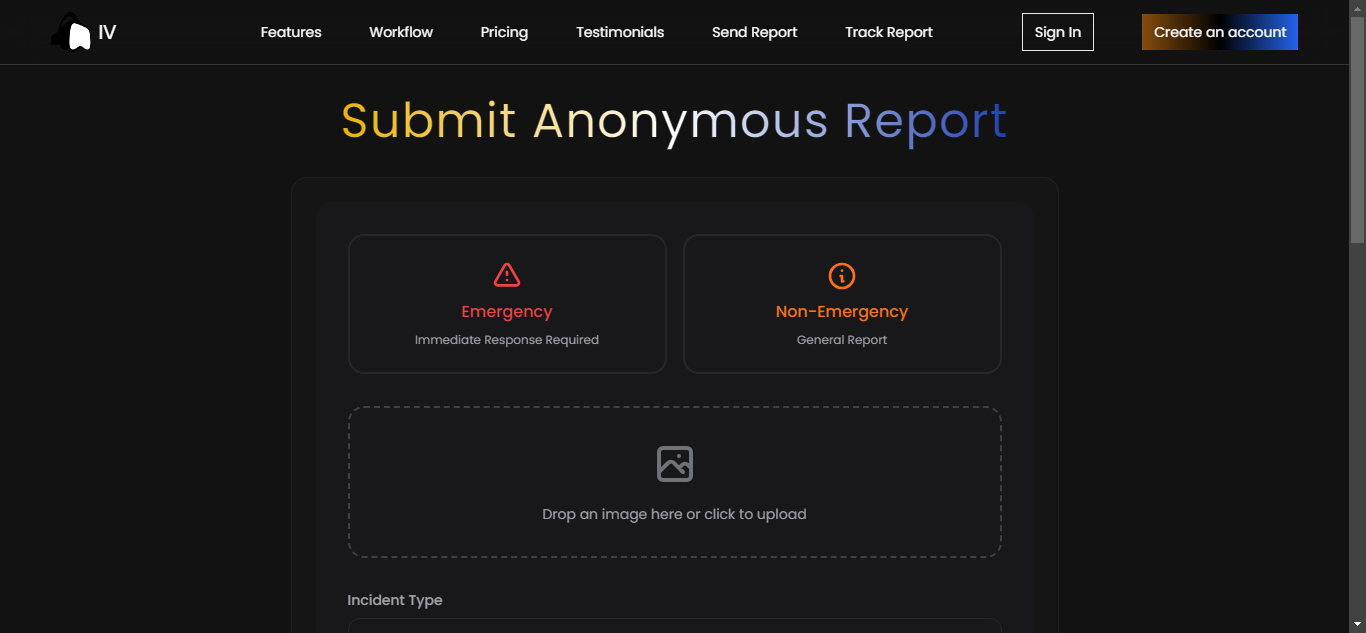 IV
Features
Workflow
Pricing
Testimonials
Send Report
Track Report
Sign In
Create an account
Submit Anonymous Report
Emergency
Immediate Response Required
Non-Emergency
General Report
Drop an image here or click to upload
Incident Type